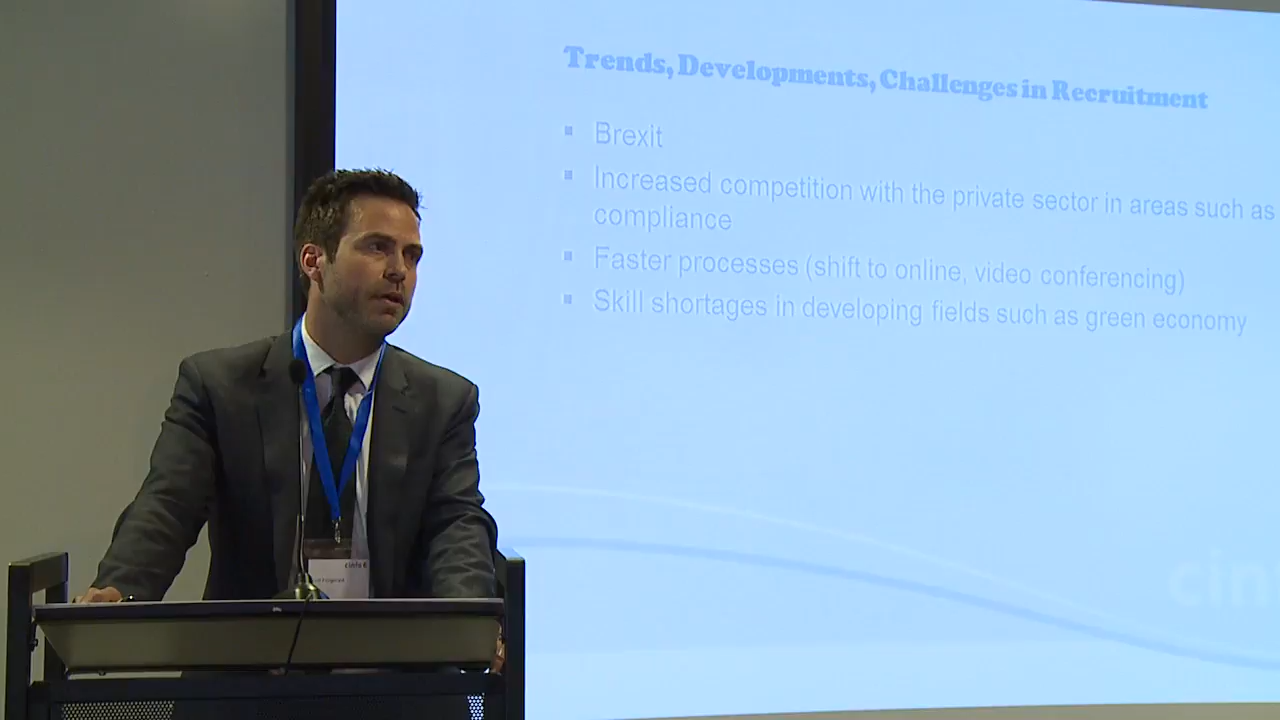 Trends, Developments, Challenges in Recruitment
Brexit
Increased competition with the private sector in areas such as
compliance
Faster processes (shift to online, video conferencing)
Skill shortages in developing fields such as green economy
cin